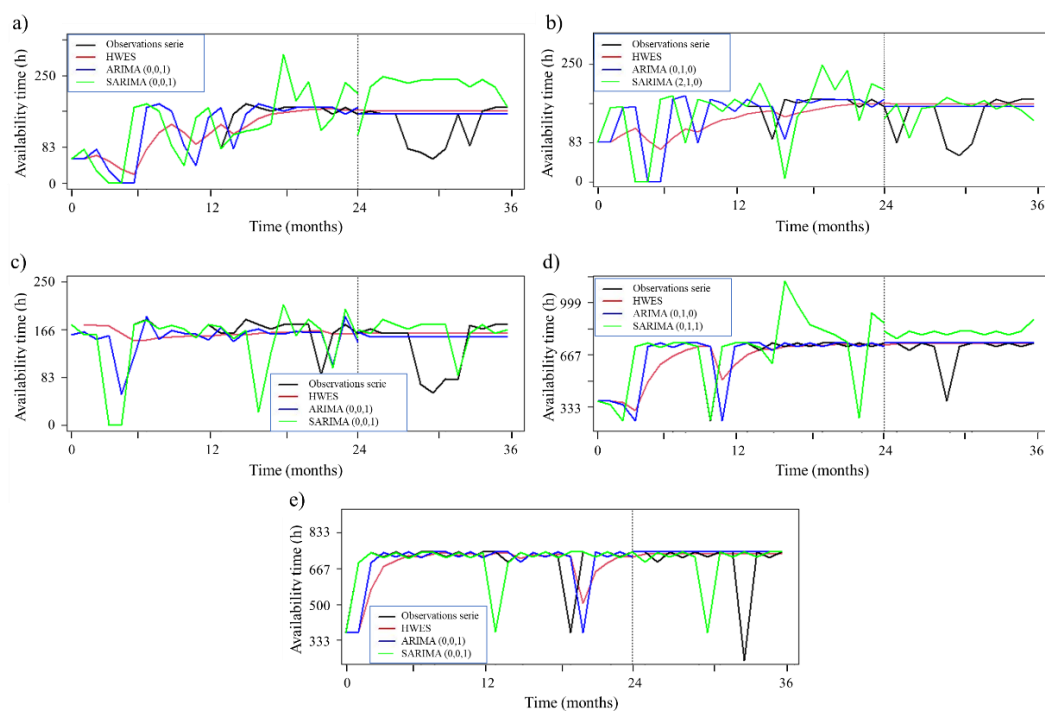 a)
Observations serie
HWES
ARIMA (0,0,1)
SARIMA (0,0,1)
Availability time (h)
250
83
0
0 12 18 24 36
Time (months)
b)
Observations serie
HWES
ARIMA (0,1,0)
SARIMA (2,1,0)
Availability time (h)
250
83
0
0 12 18 24 36
Time (months)
c)
Availability time (h)
250
166
83
0
Observations serie
HWES
ARIMA (0,0,1)
SARIMA (0,0,1)
0 12 18 24 36
Time (months)
d)
Observations serie
HWES
ARIMA (0,1,0)
SARIMA (0,1,1)
Availability time (h)
999
667
333
0 12 18 24 36
Time (months)
e)
Availability time (h)
833
667
500
333
Observations serie
HWES
ARIMA (0,0,1)
SARIMA (0,0,1)
0 12 18 24 36
Time (months)